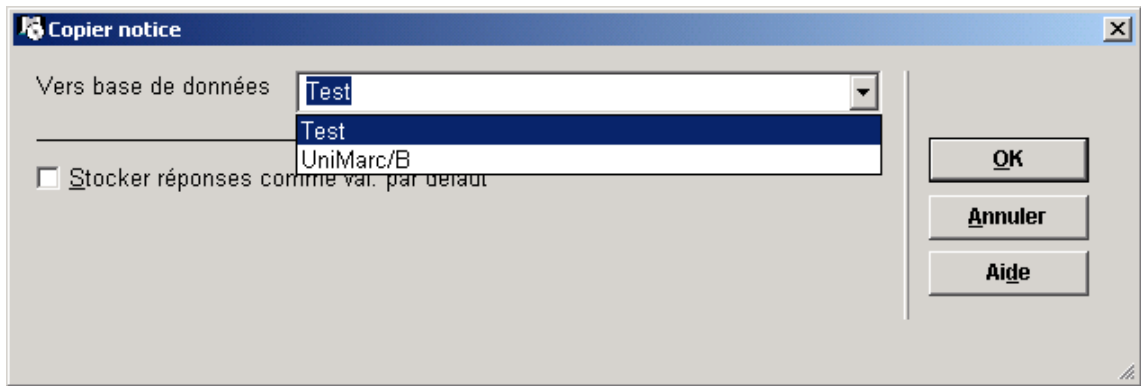 Copier notice
Vers base de données Test
Test
UniMarc/B
Stocker réponses comme val. par défaut
OK
Annuler
Aide